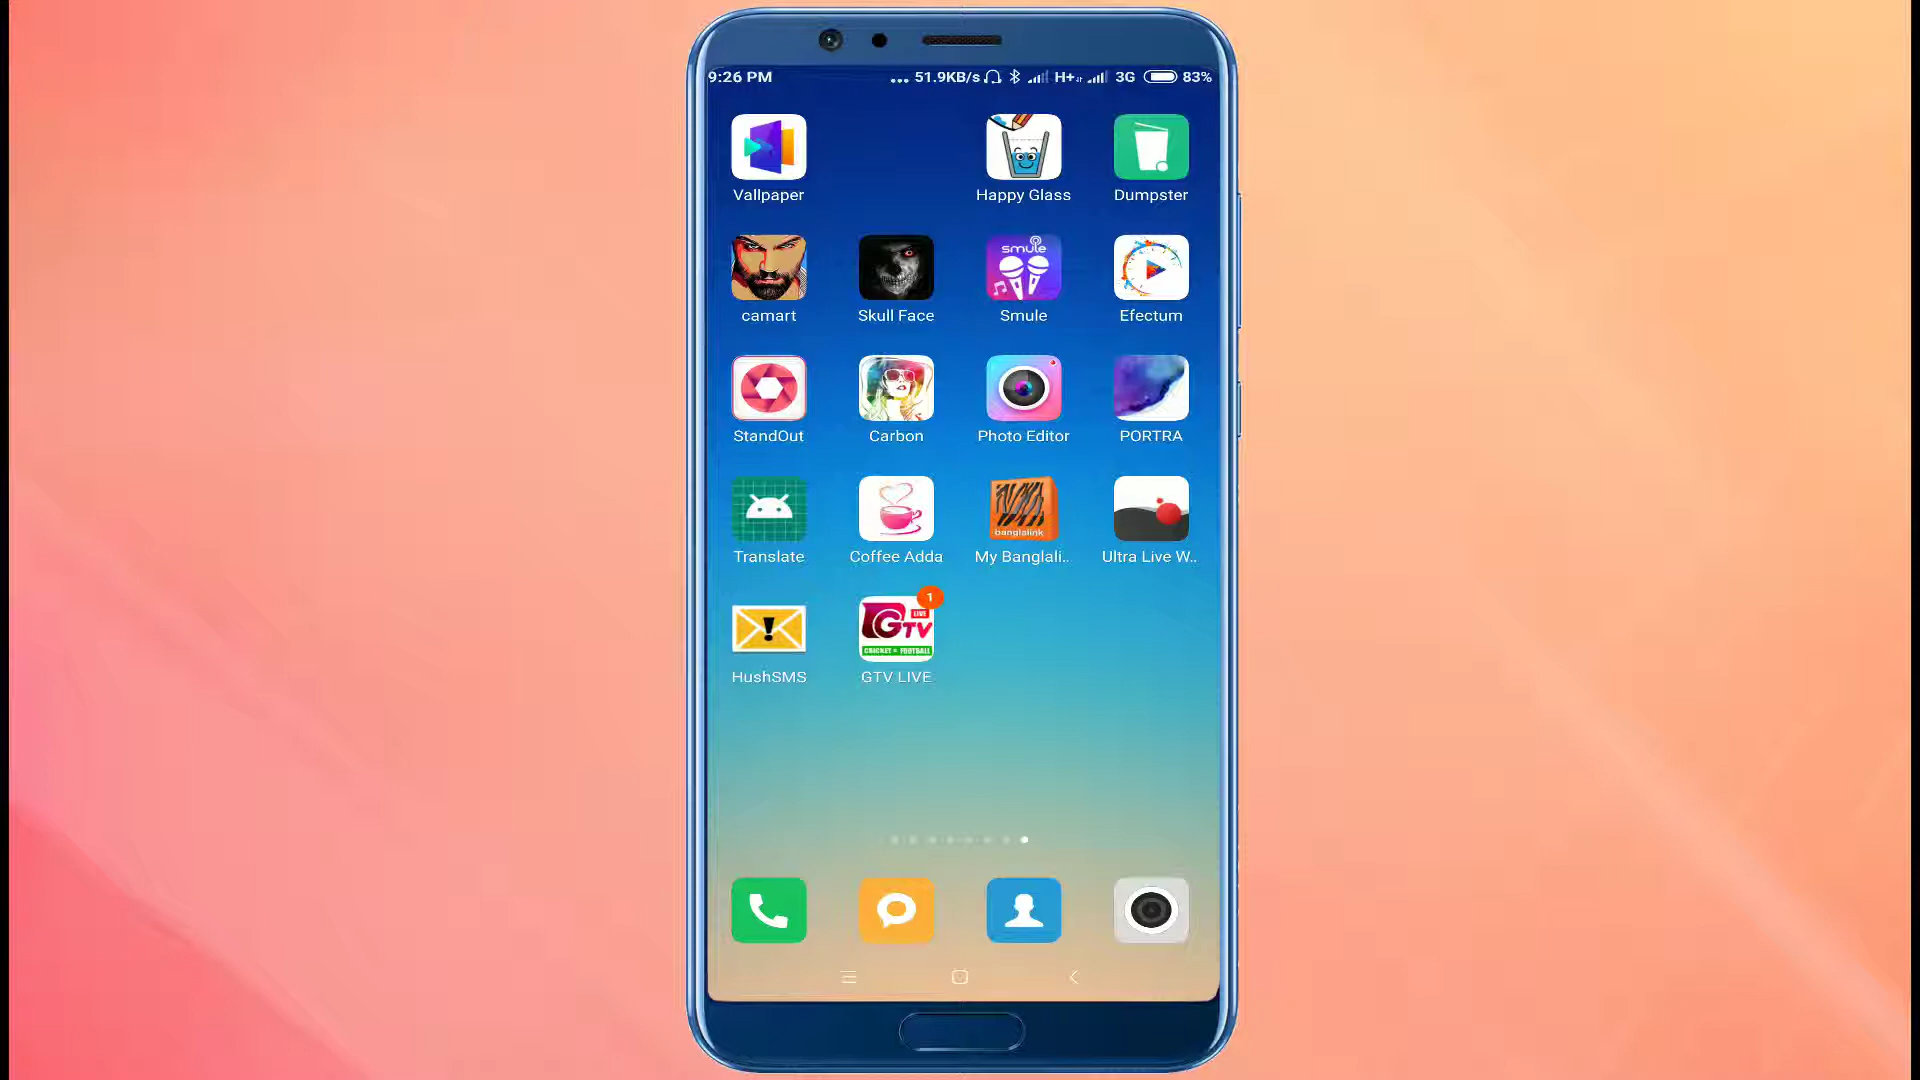 9:26 PM ... 51.9KB/s H+ 3G 83%
Vallpaper
Happy Glass
Dumpster
smule
camart
Skull Face
Smule
Efectum
StandOut
Carbon
Photo Editor
PORTRA
banglalink
Translate
Coffee Adda
My Banglali..
Ultra Live W..
1
LIVE
GTV
CRICKET & FOOTBALL
HushSMS
GTV LIVE